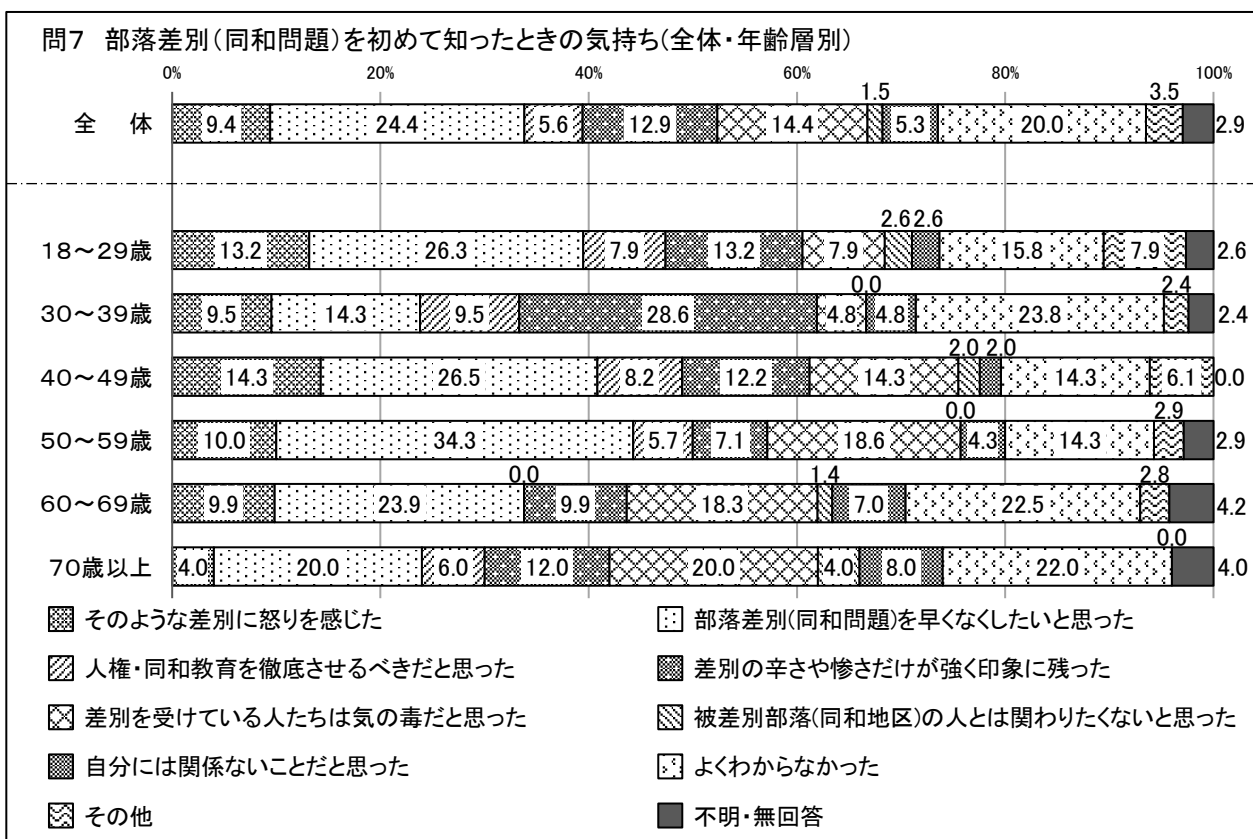 問7 部落差別(同和問題)を初めて知ったときの気持ち(全体・年齢層別)
0% 20% 40% 60% 80% 100%
1.5 3.5
全 体 9.4 24.4 5.6 12.9 14.4 5.3 20.0 2.9
2.6 2.6
18～29歳 13.2 26.3 7.9 13.2 7.9 15.8 7.9 2.6
0.0 2.4
30～39歳 9.5 14.3 9.5 28.6 4.8 4.8 23.8 2.4
2.0 2.0
40～49歳 14.3 26.5 8.2 12.2 14.3 14.3 6.1 0.0
0.0 2.9
50～59歳 10.0 34.3 5.7 7.1 18.6 4.3 14.3 2.9
0.0 1.4 2.8
60～69歳 9.9 23.9 9.9 18.3 7.0 22.5 4.2
0.0
70歳以上 4.0 20.0 6.0 12.0 20.0 4.0 8.0 22.0 4.0
そのような差別に怒りを感じた 部落差別(同和問題)を早くなくしたいと思った
人権・同和教育を徹底させるべきだと思った 差別の辛さや惨さだけが強く印象に残った
差別を受けている人たちは気の毒だと思った 被差別部落(同和地区)の人とは関わりたくないと思った
自分には関係ないことだと思った よくわからなかった
その他 不明・無回答